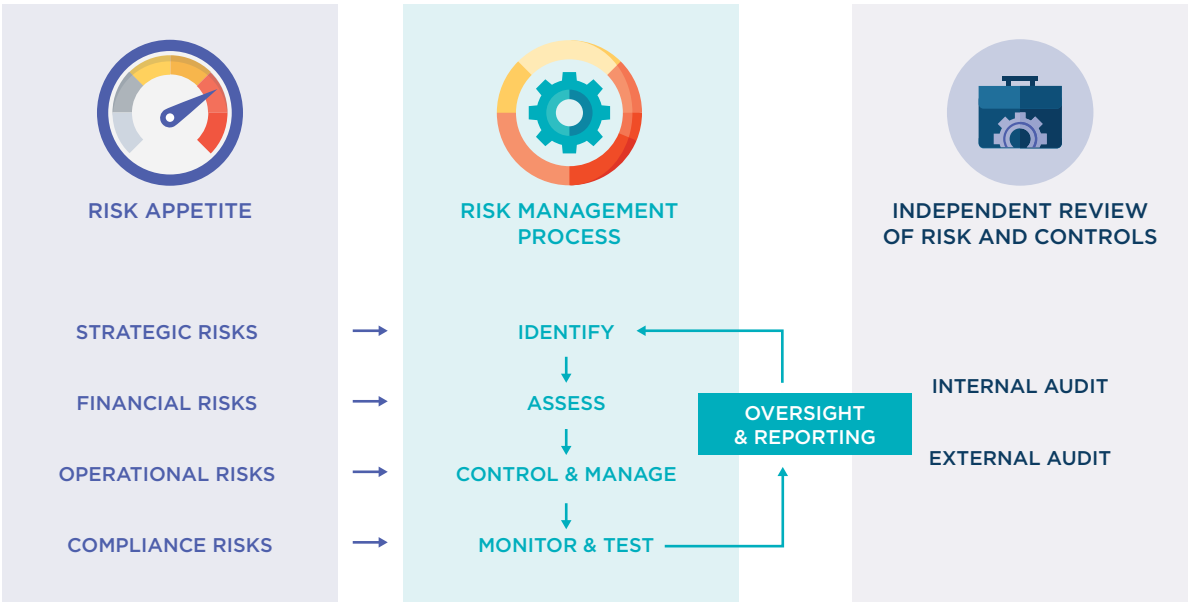 RISK APPETITE
STRATEGIC RISKS
FINANCIAL RISKS
OPERATIONAL RISKS
COMPLIANCE RISKS
RISK MANAGEMENT
PROCESS
IDENTIFY
ASSESS
CONTROL & MANAGE
MONITOR & TEST
OVERSIGHT
& REPORTING
INDEPENDENT REVIEW
OF RISK AND CONTROLS
INTERNAL AUDIT
EXTERNAL AUDIT